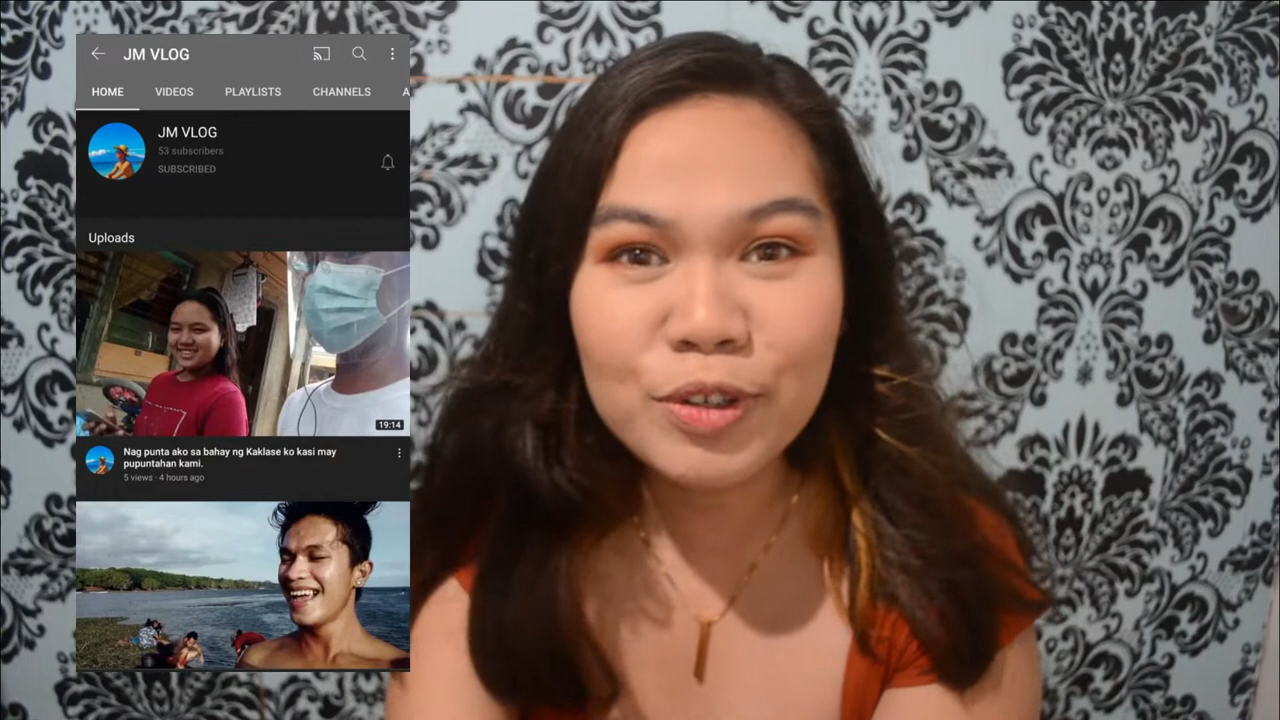 JM VLOG
HOME VIDEOS PLAYLISTS CHANNELS A
JM VLOG
53 subscribers
SUBSCRIBED
Uploads
19:14
Nag punta ako sa bahay ng Kaklase ko kasi may
pupuntahan kami.
5 views · 4 hours ago